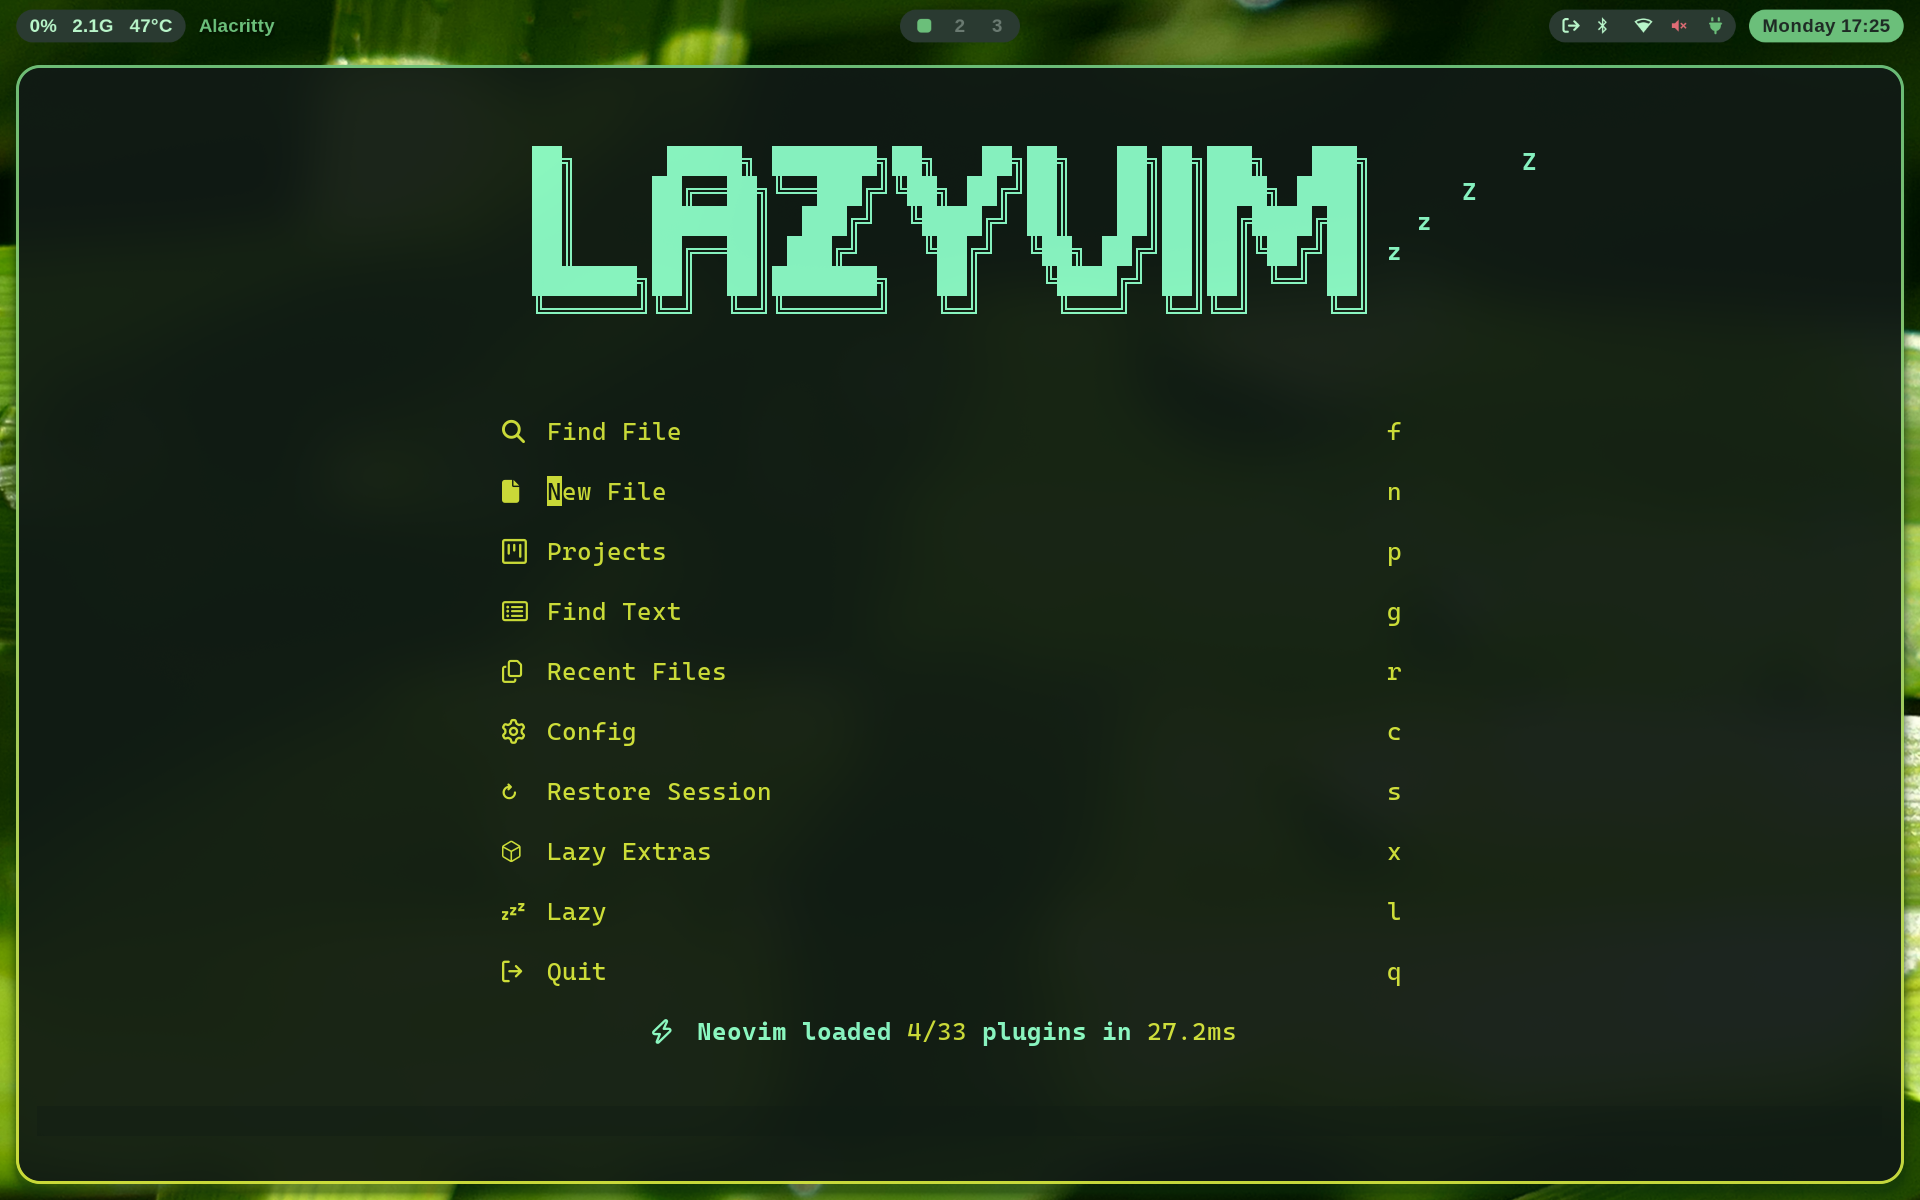 0% 2.1G 47°C Alacritty 2 3 Monday 17:25
LAZYVIM
Z
Z
z
z
Find File f
New File n
Projects p
Find Text g
Recent Files r
Config c
Restore Session s
Lazy Extras x
zzz Lazy l
Quit q
Neovim loaded 4/33 plugins in 27.2ms